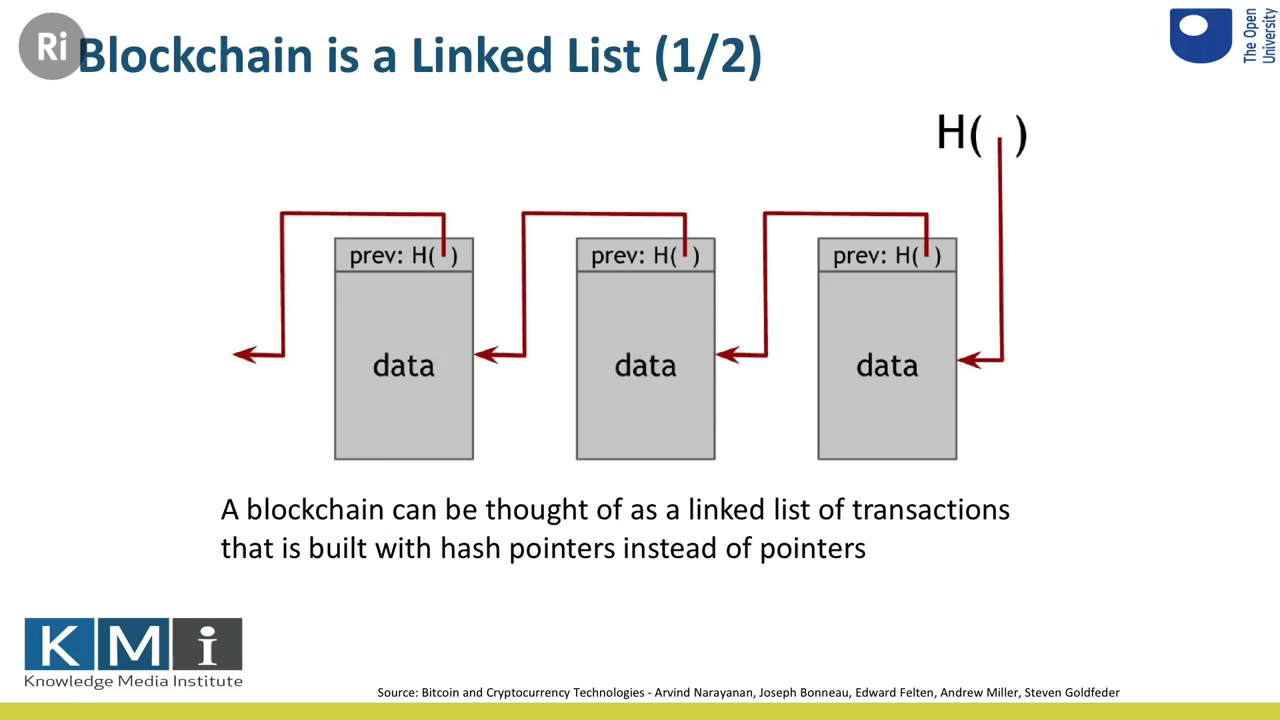 Ri
Blockchain is a Linked List (1/2)
The Open
University
H( )
prev: H( )
prev: H( )
prev: H( )
data
data
data
A blockchain can be thought of as a linked list of transactions
that is built with hash pointers instead of pointers
KMi
Knowledge Media Institute
Source: Bitcoin and Cryptocurrency Technologies - Arvind Narayanan, Joseph Bonneau, Edward Felten, Andrew Miller, Steven Goldfeder